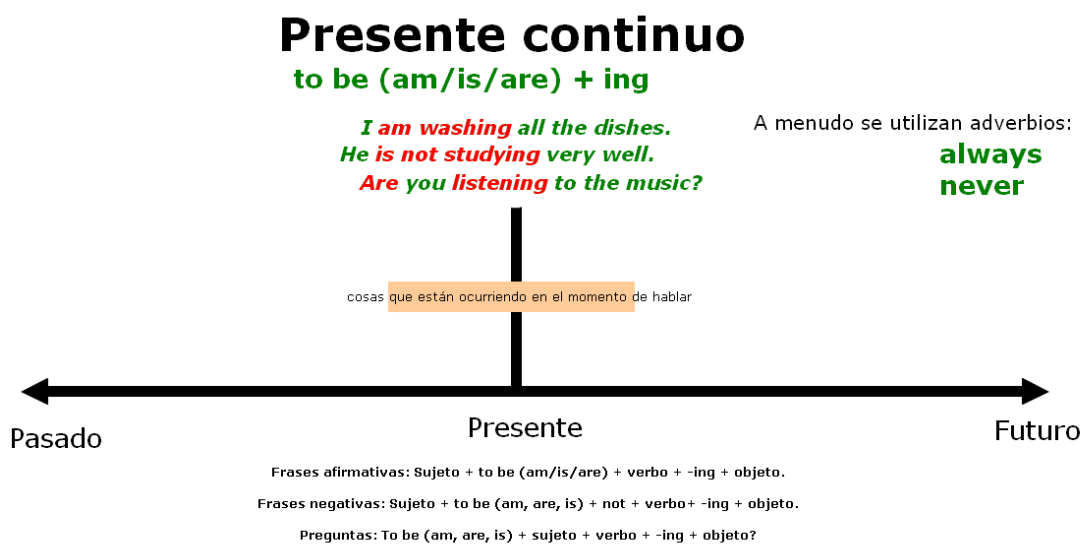 Presente continuo
to be (am/is/are) + ing
I am washing all the dishes.
He is not studying very well.
Are you listening to the music?
A menudo se utilizan adverbios:
always
never
cosas que están ocurriendo en el momento de hablar
Pasado
Presente
Futuro
Frases afirmativas: Sujeto + to be (am/is/are) + verbo + -ing + objeto.
Frases negativas: Sujeto + to be (am, are, is) + not + verbo+ -ing + objeto.
Preguntas: To be (am, are, is) + sujeto + verbo + -ing + objeto?